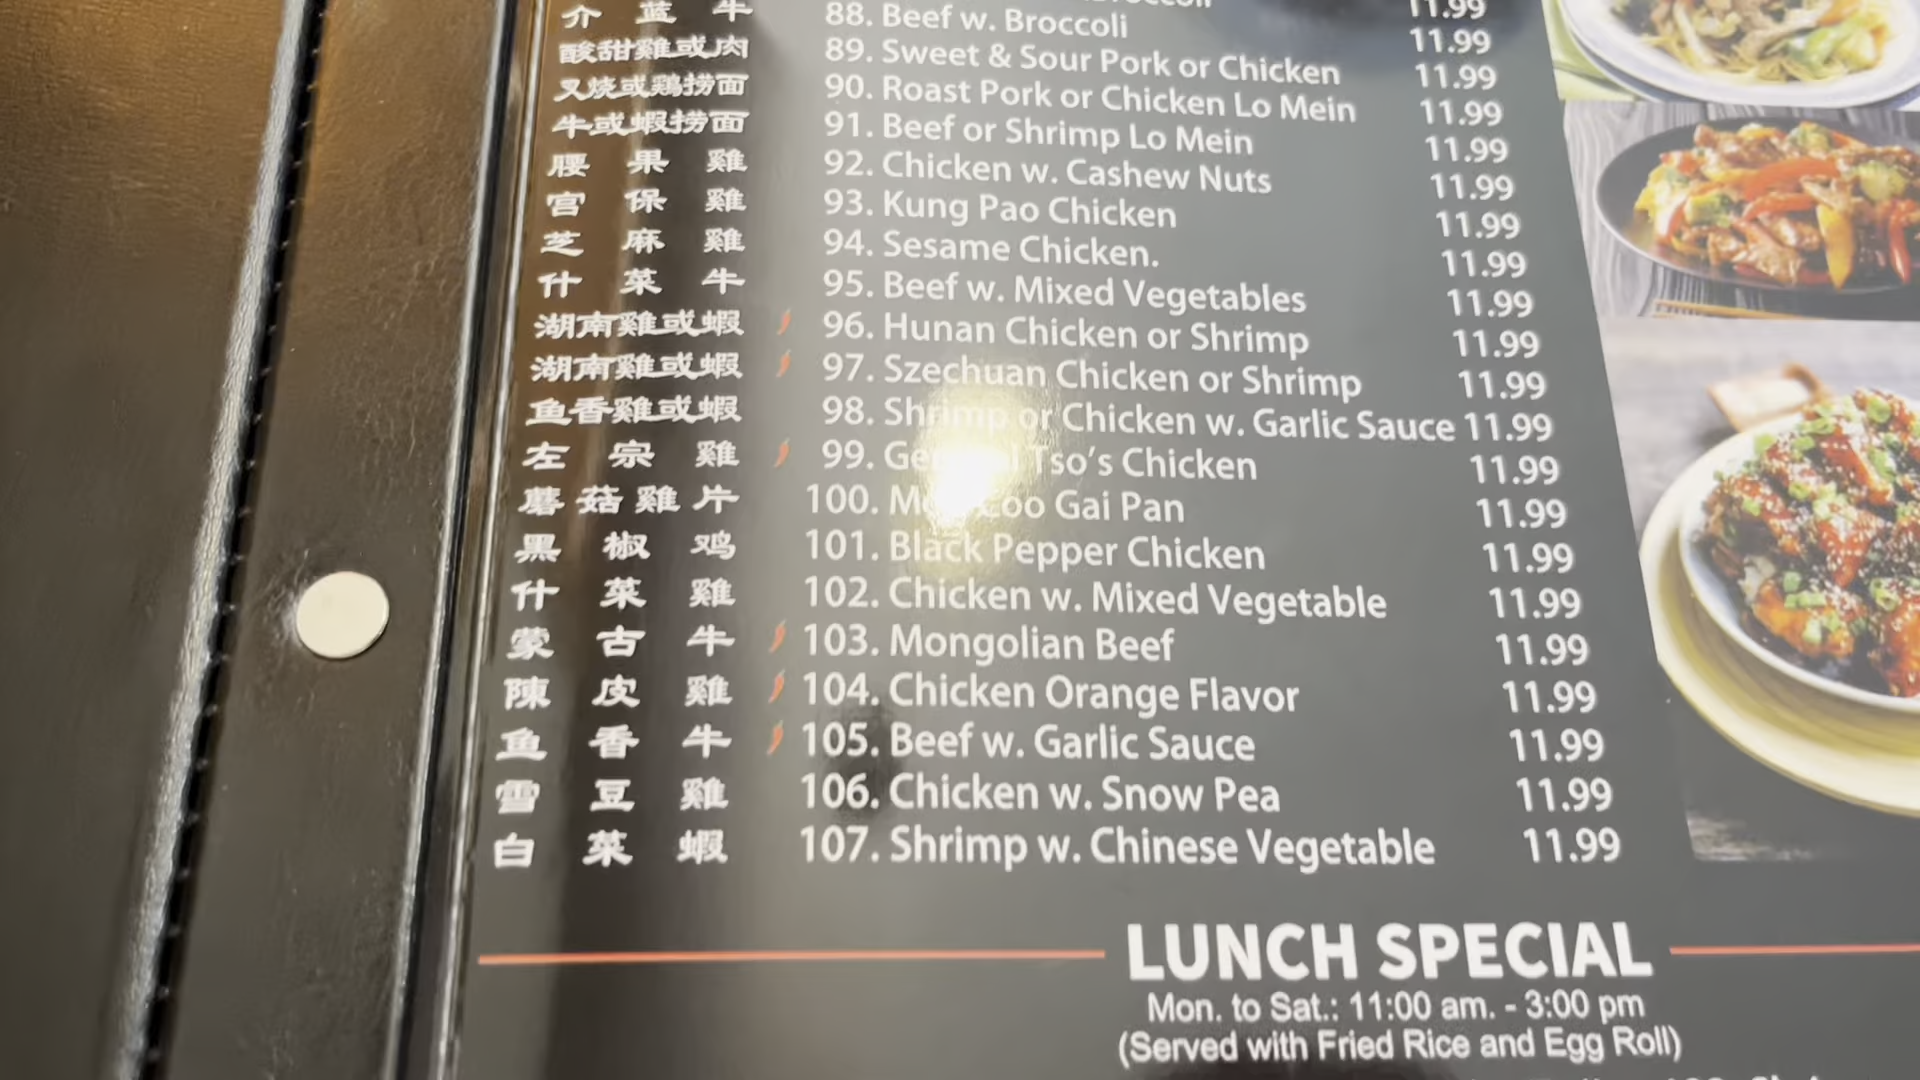 介蓝牛 88. Beef w. Broccoli 11.99
酸甜雞或肉 89. Sweet & Sour Pork or Chicken 11.99
叉烧或鶏捞面 90. Roast Pork or Chicken Lo Mein 11.99
牛或蝦捞面 91. Beef or Shrimp Lo Mein 11.99
腰果雞 92. Chicken w. Cashew Nuts 11.99
宫保雞 93. Kung Pao Chicken 11.99
芝麻雞 94. Sesame Chicken. 11.99
什菜牛 95. Beef w. Mixed Vegetables 11.99
湖南雞或蝦 96. Hunan Chicken or Shrimp 11.99
湖南雞或蝦 97. Szechuan Chicken or Shrimp 11.99
鱼香雞或蝦 98. Shrimp or Chicken w. Garlic Sauce 11.99
左宗雞 99. General Tso's Chicken 11.99
蘑菇雞片 100. Goo Gai Pan 11.99
黑椒鸡 101. Black Pepper Chicken 11.99
什菜雞 102. Chicken w. Mixed Vegetable 11.99
蒙古牛 103. Mongolian Beef 11.99
陳皮雞 104. Chicken Orange Flavor 11.99
鱼香牛 105. Beef w. Garlic Sauce 11.99
雪豆雞 106. Chicken w. Snow Pea 11.99
白菜蝦 107. Shrimp w. Chinese Vegetable 11.99
LUNCH SPECIAL
Mon. to Sat.: 11:00 am. - 3:00 pm
(Served with Fried Rice and Egg Roll)